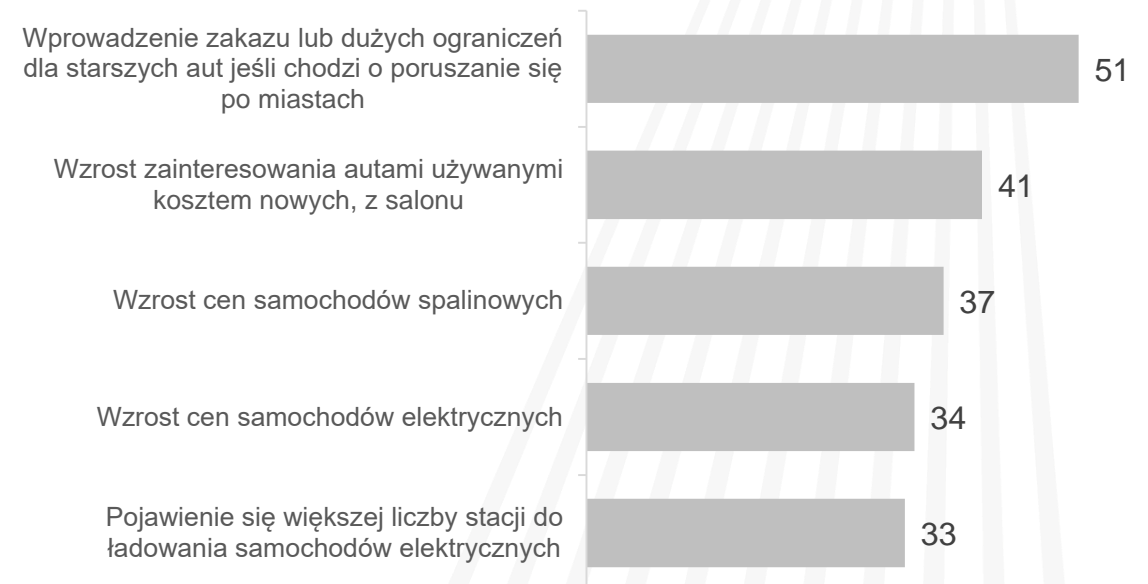 Wprowadzenie zakazu lub dużych ograniczeń
dla starszych aut jeśli chodzi o poruszanie się
po miastach
51
Wzrost zainteresowania autami używanymi
kosztem nowych, z salonu
41
Wzrost cen samochodów spalinowych
37
Wzrost cen samochodów elektrycznych
34
Pojawienie się większej liczby stacji do
ładowania samochodów elektrycznych
33